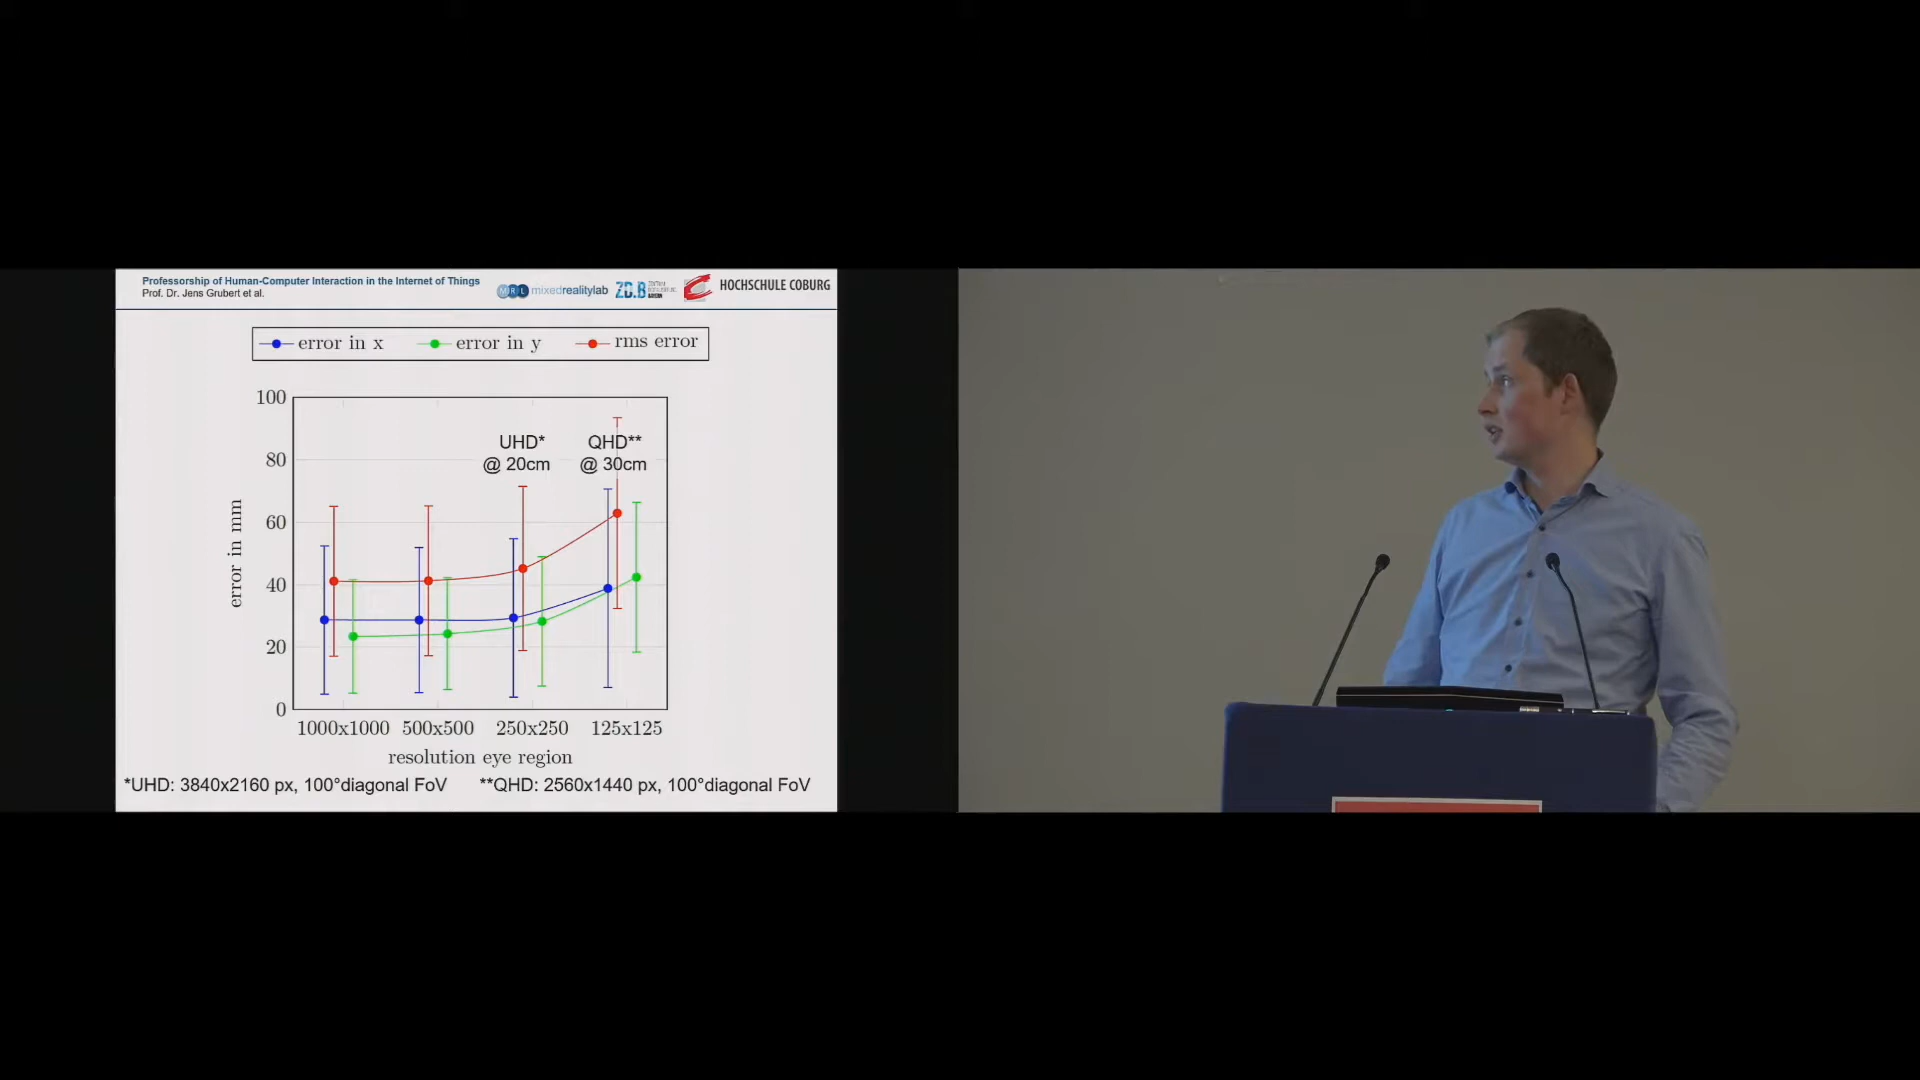 Professorship of Human-Computer Interaction in the Internet of Things
Prof. Dr. Jens Grubert et al.
MRL mixedrealitylab
ZD.B
HOCHSCHULE COBURG
error in x error in y rms error
100
80
60
40
20
0
error in mm
UHD*
@ 20cm
QHD**
@ 30cm
1000x1000 500x500 250x250 125x125
resolution eye region
*UHD: 3840x2160 px, 100°diagonal FoV **QHD: 2560x1440 px, 100°diagonal FoV